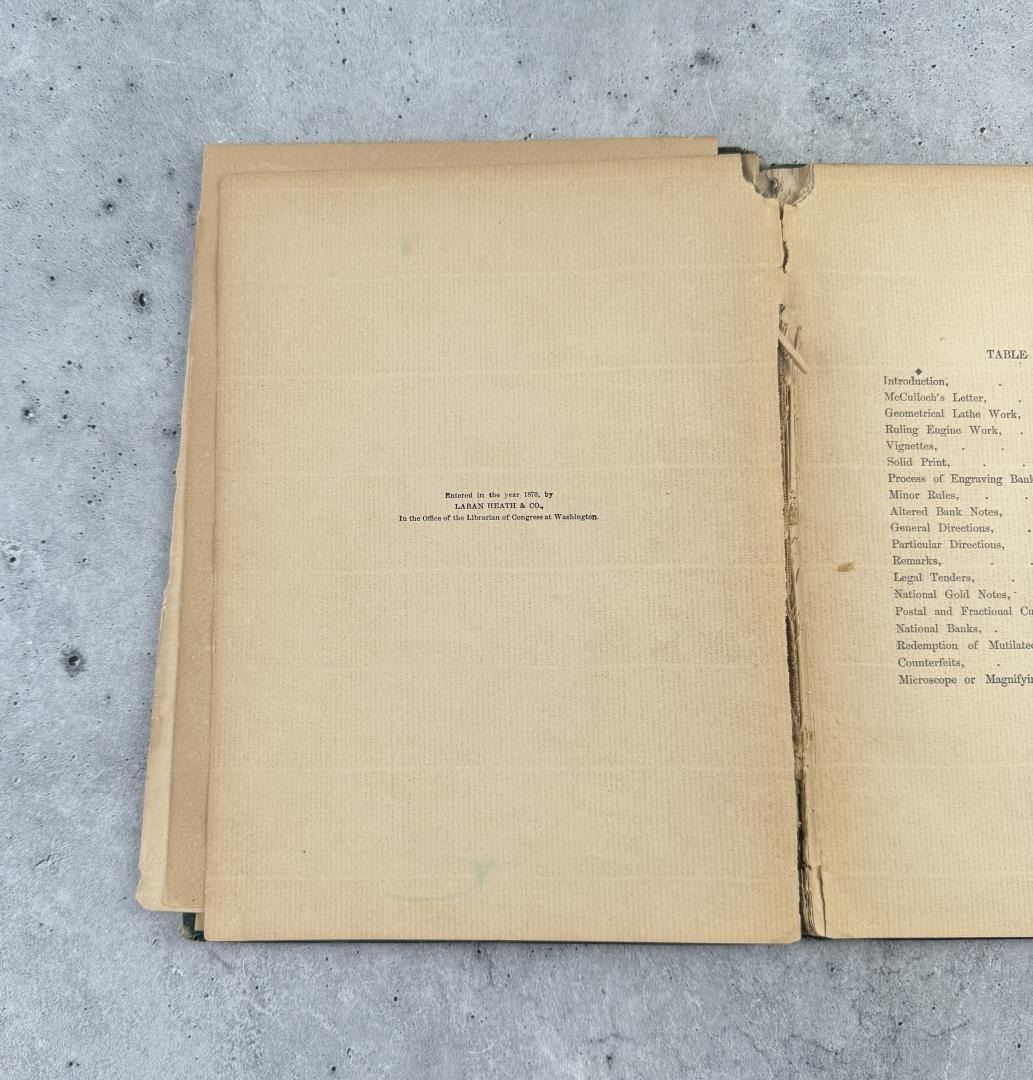 Entered in the year 1870, by
LABAN HEATH & CO.,
In the Office of the Librarian of Congress at Washington.
TABLE
Introduction, .
McCulloch's Letter, .
Geometrical Lathe Work,
Ruling Engine Work, .
Vignettes, . .
Solid Print, . .
Process of Engraving
Minor Rules, . .
Altered Bank Notes,
General Directions, .
Particular Directions,
Remarks, . .
Legal Tenders, .
National Gold Notes,
Postal and Fractional
National Banks, .
Redemption of
Counterfeits, .
Microscope or